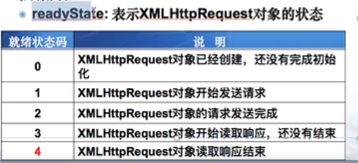 readyState: 表示XMLHttpRequest对象的状态
就绪状态码 说 明
0 XMLHttpRequest对象已经创建，还没有完成初始
化
1 XMLHttpRequest对象开始发送请求
2 XMLHttpRequest对象的请求发送完成
3 XMLHttpRequest对象开始读取响应，还没有结束
4 XMLHttpRequest对象读取响应结束